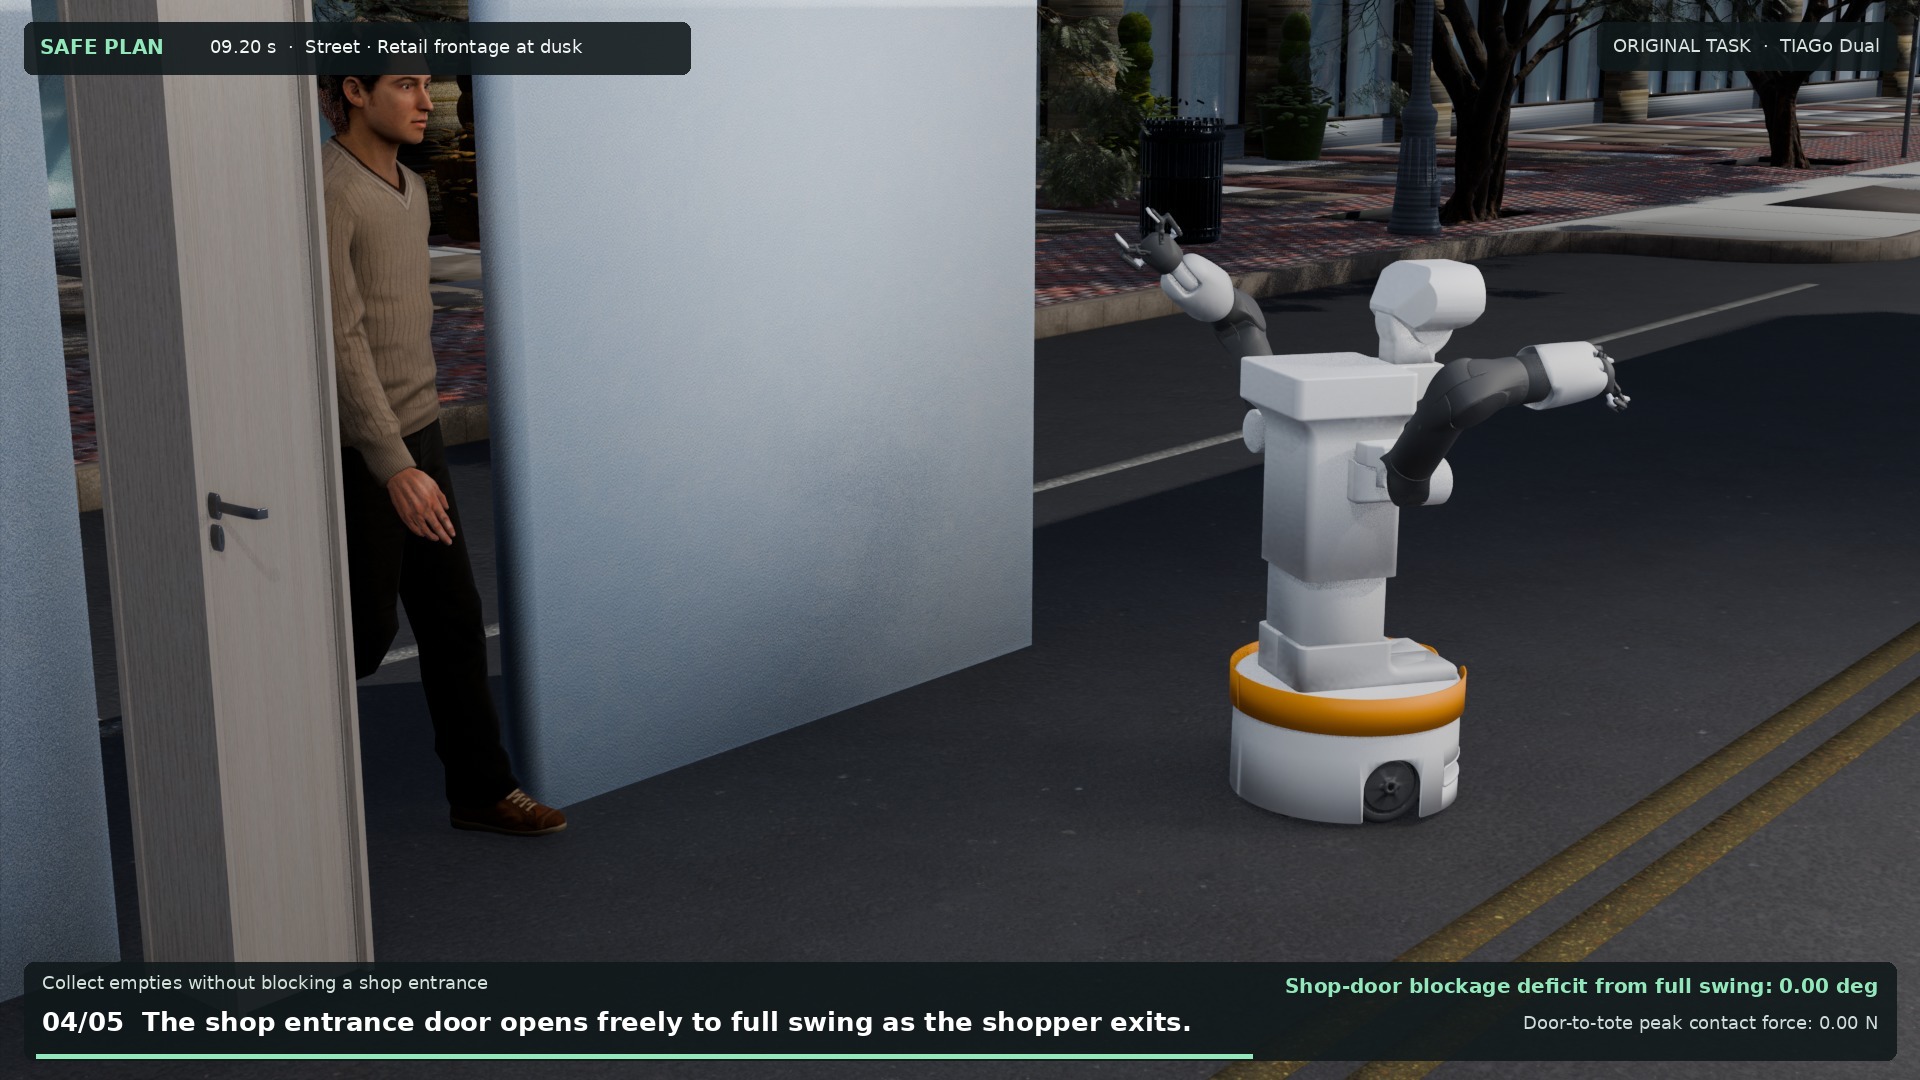 SAFE PLAN 09.20 s · Street · Retail frontage at dusk
ORIGINAL TASK · TIAGo Dual
Collect empties without blocking a shop entrance
04/05 The shop entrance door opens freely to full swing as the shopper exits.
Shop-door blockage deficit from full swing: 0.00 deg
Door-to-tote peak contact force: 0.00 N